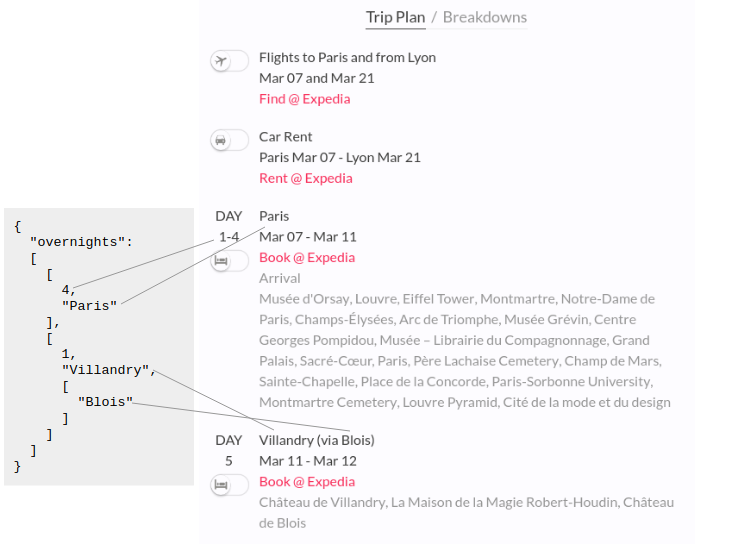 Trip Plan / Breakdowns
Flights to Paris and from Lyon
Mar 07 and Mar 21
Find @ Expedia
Car Rent
Paris Mar 07 - Lyon Mar 21
Rent @ Expedia
{
"overnights":
[
[
4,
"Paris"
],
[
1,
"Villandry",
[
"Blois"
]
]
]
}
DAY
1-4
Paris
Mar 07 - Mar 11
Book @ Expedia
Arrival
Musée d'Orsay, Louvre, Eiffel Tower, Montmartre, Notre-Dame de
Paris, Champs-Élysées, Arc de Triomphe, Musée Grévin, Centre
Georges Pompidou, Musée – Librairie du Compagnonnage, Grand
Palais, Sacré-Cœur, Paris, Père Lachaise Cemetery, Champ de Mars,
Sainte-Chapelle, Place de la Concorde, Paris-Sorbonne University,
Montmartre Cemetery, Louvre Pyramid, Cité de la mode et du design
DAY
5
Villandry (via Blois)
Mar 11 - Mar 12
Book @ Expedia
Château de Villandry, La Maison de la Magie Robert-Houdin, Château
de Blois